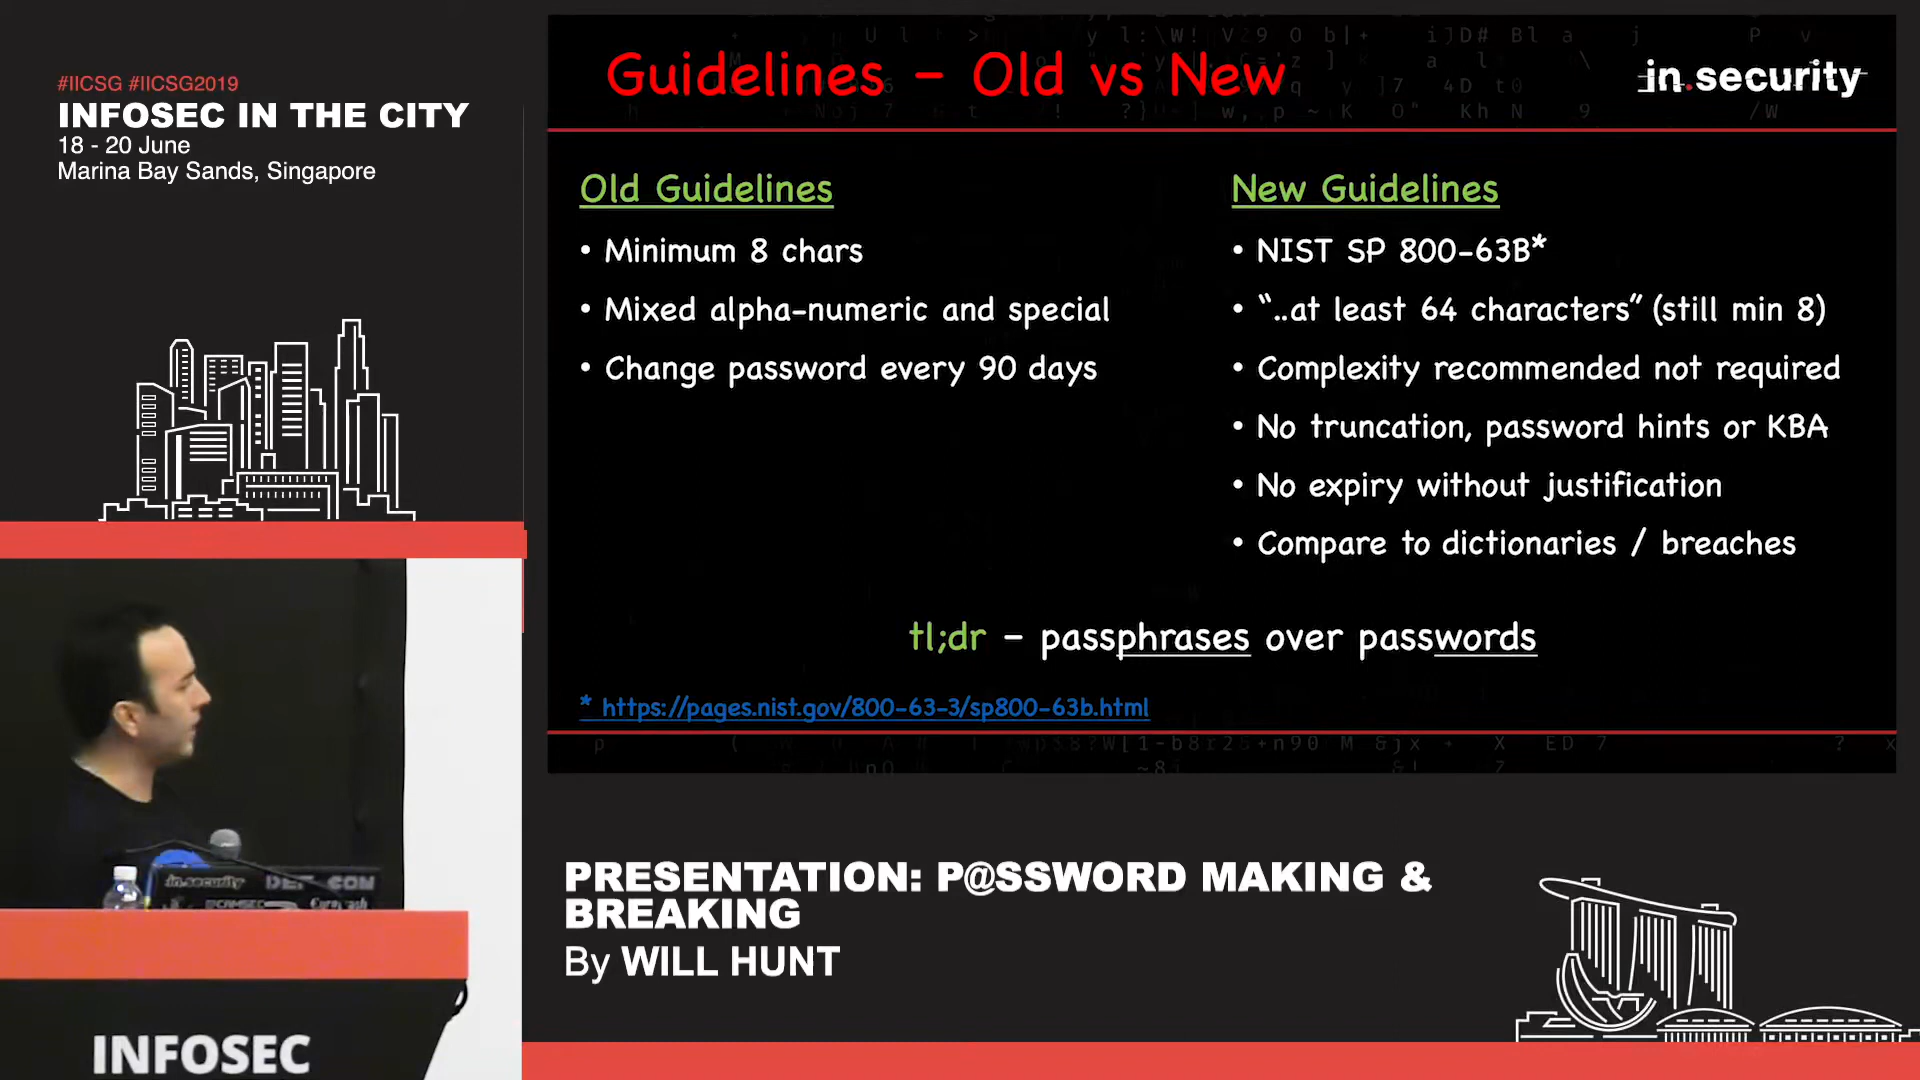 #IICSG #IICSG2019
INFOSEC IN THE CITY
18 - 20 June
Marina Bay Sands, Singapore
Guidelines – Old vs New
in.security
Old Guidelines
• Minimum 8 chars
• Mixed alpha-numeric and special
• Change password every 90 days
New Guidelines
• NIST SP 800-63B*
• “..at least 64 characters” (still min 8)
• Complexity recommended not required
• No truncation, password hints or KBA
• No expiry without justification
• Compare to dictionaries / breaches
tl;dr – passphrases over passwords
* https://pages.nist.gov/800-63-3/sp800-63b.html
in.security DEF CON
INFOSEC
PRESENTATION: P@SSWORD MAKING &
BREAKING
By WILL HUNT